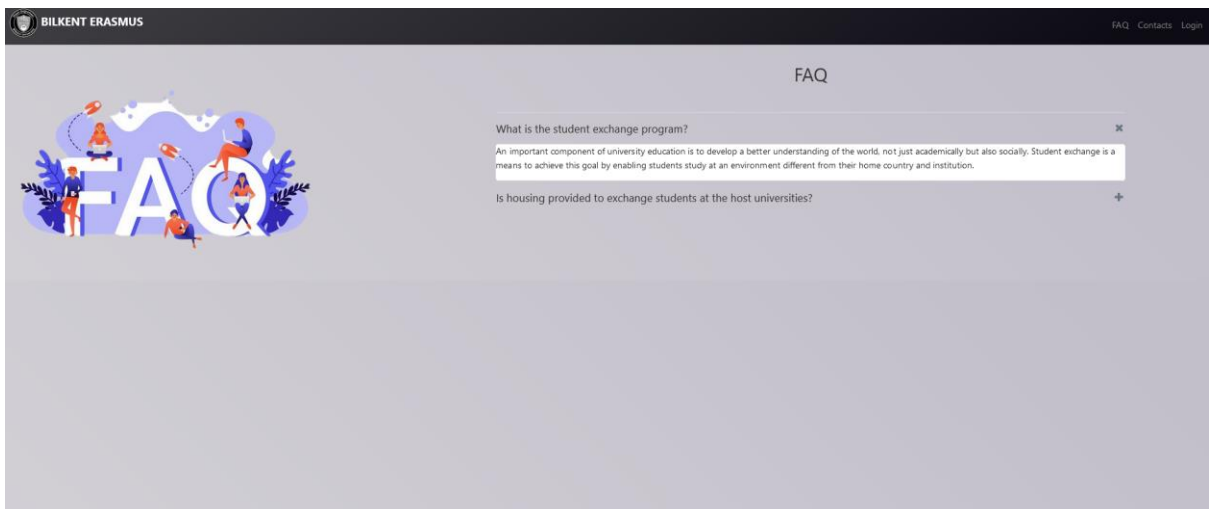 BILKENT ERASMUS
FAQ Contacts Login
FAQ
FAQ
What is the student exchange program?
An important component of university education is to develop a better understanding of the world, not just academically but also socially. Student exchange is a
means to achieve this goal by enabling students study at an environment different from their home country and institution.
Is housing provided to exchange students at the host universities?